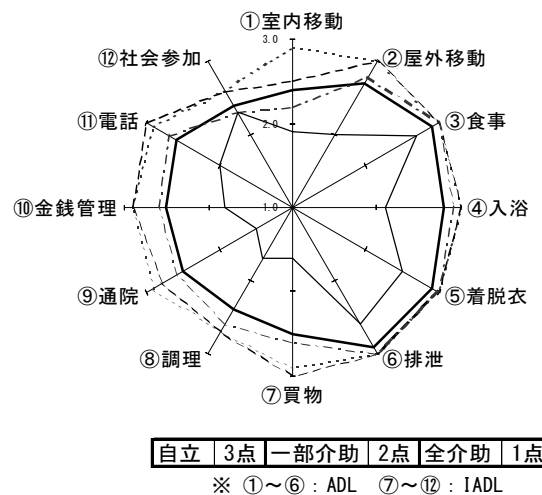 ①室内移動
3.0
⑫社会参加
②屋外移動
⑪電話
2.0
③食事
⑩金銭管理
1.0
④入浴
⑨通院
⑤着脱衣
⑧調理
⑥排泄
⑦買物
自立 3点 一部介助 2点 全介助 1点
※ ①～⑥：ADL ⑦～⑫：IADL